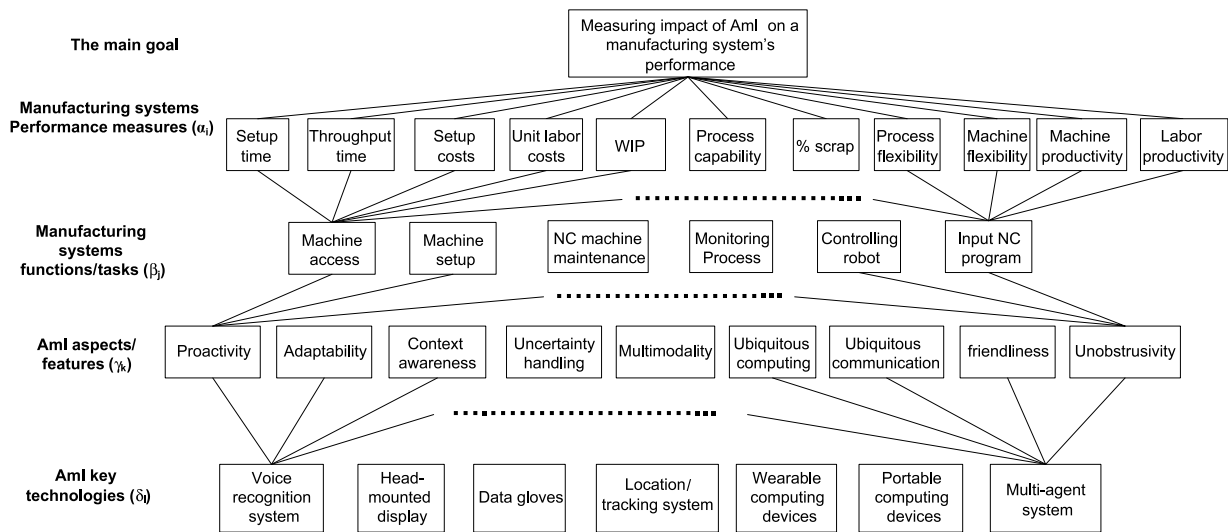 The main goal
Measuring impact of AmI on a
manufacturing system's
performance
Manufacturing systems
Performance measures (αi)
Setup
time
Throughput
time
Setup
costs
Unit labor
costs
WIP
Process
capability
% scrap
Process
flexibility
Machine
flexibility
Machine
productivity
Labor
productivity
Manufacturing
systems
functions/tasks (βj)
Machine
access
Machine
setup
NC machine
maintenance
Monitoring
Process
Controlling
robot
Input NC
program
AmI aspects/
features (γk)
Proactivity
Adaptability
Context
awareness
Uncertainty
handling
Multimodality
Ubiquitous
computing
Ubiquitous
communication
friendliness
Unobstrusivity
AmI key
technologies (δl)
Voice
recognition
system
Head-
mounted
display
Data gloves
Location/
tracking system
Wearable
computing
devices
Portable
computing
devices
Multi-agent
system